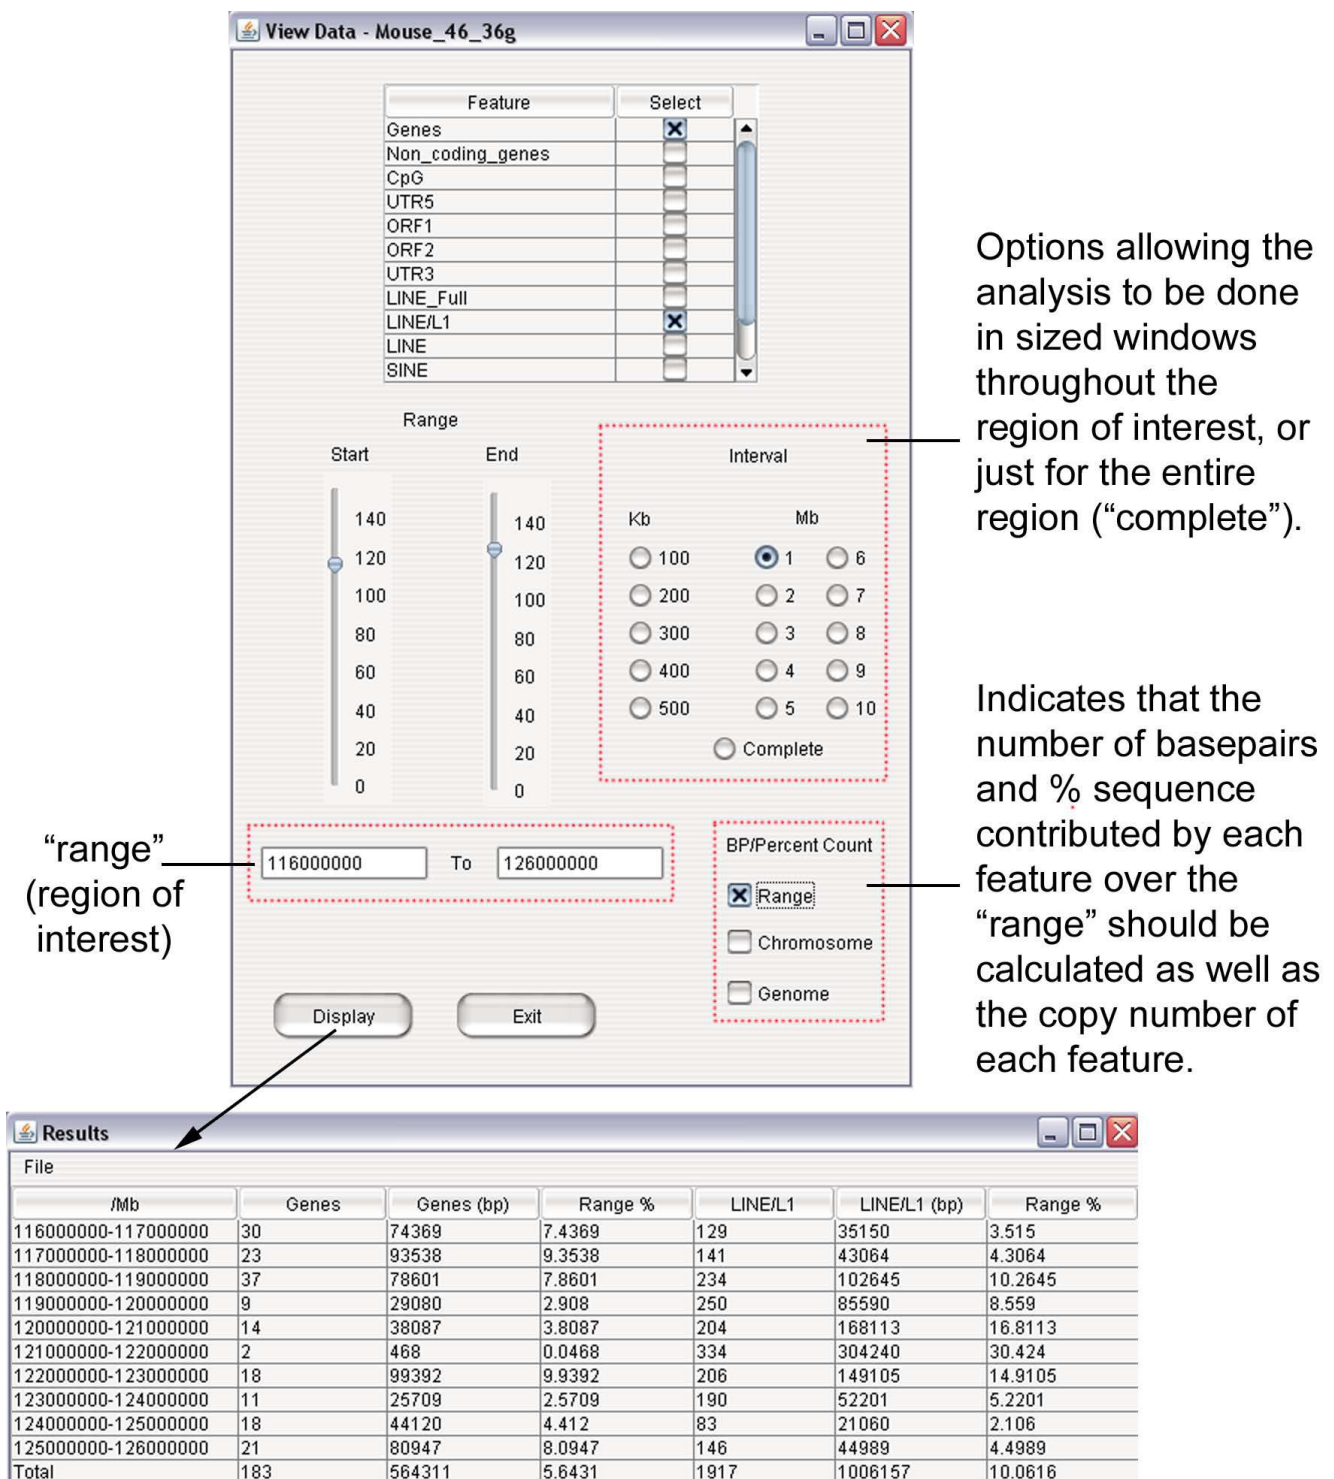 View Data - Mouse_46_36g
Feature Select
Genes
Non_coding_genes
CpG
UTR5
ORF1
ORF2
UTR3
LINE_Full
LINE/L1
LINE
SINE
Options allowing the
analysis to be done
in sized windows
throughout the
region of interest, or
just for the entire
region (“complete”).
Range
Start End
140 140
120 120
100 100
80 80
60 60
40 40
20 20
0 0
Interval
Kb Mb
100 1 6
200 2 7
300 3 8
400 4 9
500 5 10
Complete
“range”
(region of
interest)
116000000 To 126000000
BP/Percent Count
Range
Chromosome
Genome
Indicates that the
number of basepairs
and % sequence
contributed by each
feature over the
“range” should be
calculated as well as
the copy number of
each feature.
Display Exit
Results
File
/Mb Genes Genes (bp) Range % LINE/L1 LINE/L1 (bp) Range %
116000000-117000000 30 74369 7.4369 129 35150 3.515
117000000-118000000 23 93538 9.3538 141 43064 4.3064
118000000-119000000 37 78601 7.8601 234 102645 10.2645
119000000-120000000 9 29080 2.908 250 85590 8.559
120000000-121000000 14 38087 3.8087 204 168113 16.8113
121000000-122000000 2 468 0.0468 334 304240 30.424
122000000-123000000 18 99392 9.9392 206 149105 14.9105
123000000-124000000 11 25709 2.5709 190 52201 5.2201
124000000-125000000 18 44120 4.412 83 21060 2.106
125000000-126000000 21 80947 8.0947 146 44989 4.4989
Total 183 564311 5.6431 1917 1006157 10.0616